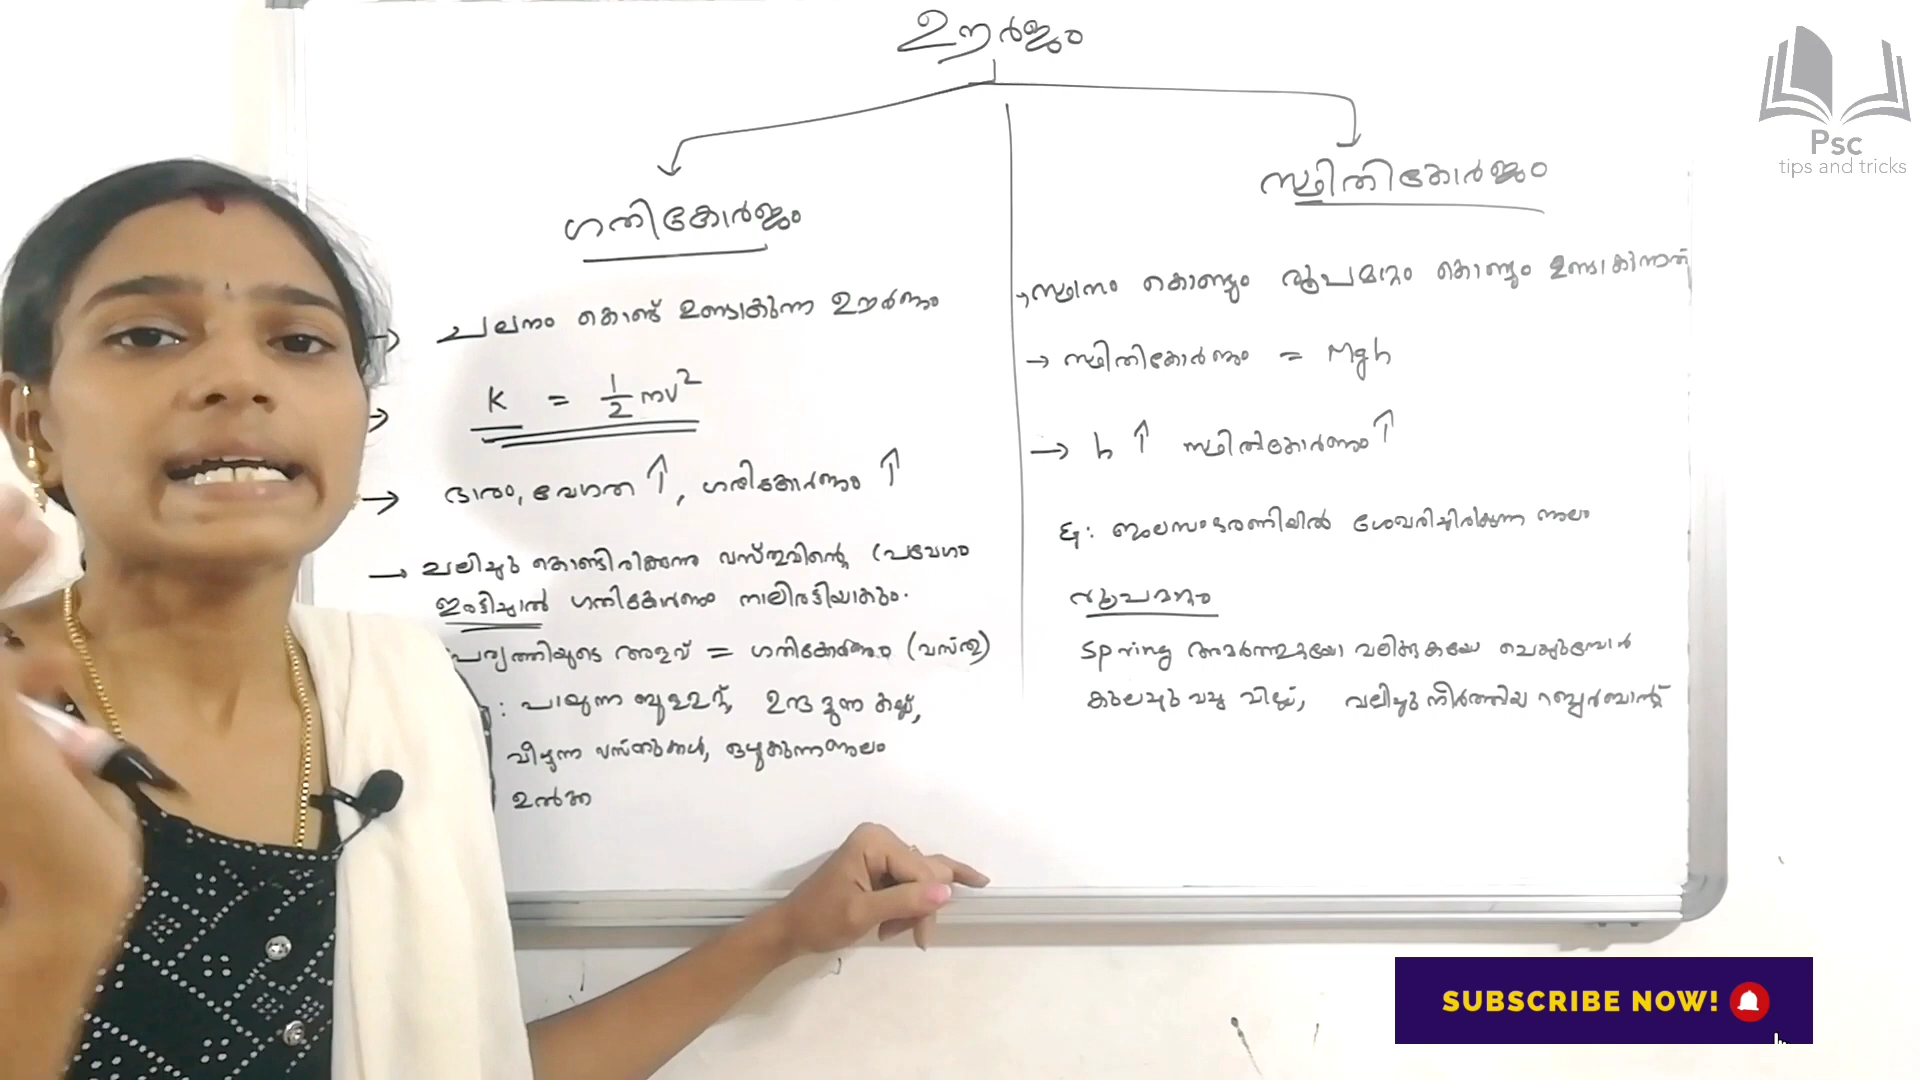 ഊർജ്ജം
ഗതികോർജ്ജം
→ ചലനം കൊണ്ട് ഉണ്ടാകുന്ന ഊർജ്ജം
→ K = 1/2 mv²
→ ഭാരം, വേഗത ↑, ഗതികോർജ്ജം ↑
→ ചലിച്ചു കൊണ്ടിരിക്കുന്ന വസ്തുവിന്റെ പ്രവേഗം
ഇരട്ടിച്ചാൽ ഗതികോർജ്ജം നാലിരട്ടിയാകും.
പ്രവൃത്തിയുടെ അളവ് = ഗതികോർജ്ജം (വസ്തു)
: പായുന്ന ബുള്ളറ്റ്, ഉരുളുന്ന കല്ല്,
വീഴുന്ന വസ്തുക്കൾ, ഒഴുകുന്ന ജലം
ഉൽക്ക
സ്ഥിതികോർജ്ജം
→ സ്ഥാനം കൊണ്ടും രൂപമാറ്റം കൊണ്ടും ഉണ്ടാകുന്നത്
→ സ്ഥിതികോർജ്ജം = Mgh
→ h ↑ സ്ഥിതികോർജ്ജം ↑
Eg: ജലസംഭരണിയിൽ ശേഖരിച്ചിരിക്കുന്ന ജലം
രൂപമാറ്റം
Spring അമർത്തുകയോ വലിക്കുകയോ ചെയ്യുമ്പോൾ
കുലച്ചു വച്ച വില്ല്, വലിച്ചു നിർത്തിയ റബ്ബർബാന്റ്
Psc
tips and tricks
SUBSCRIBE NOW!